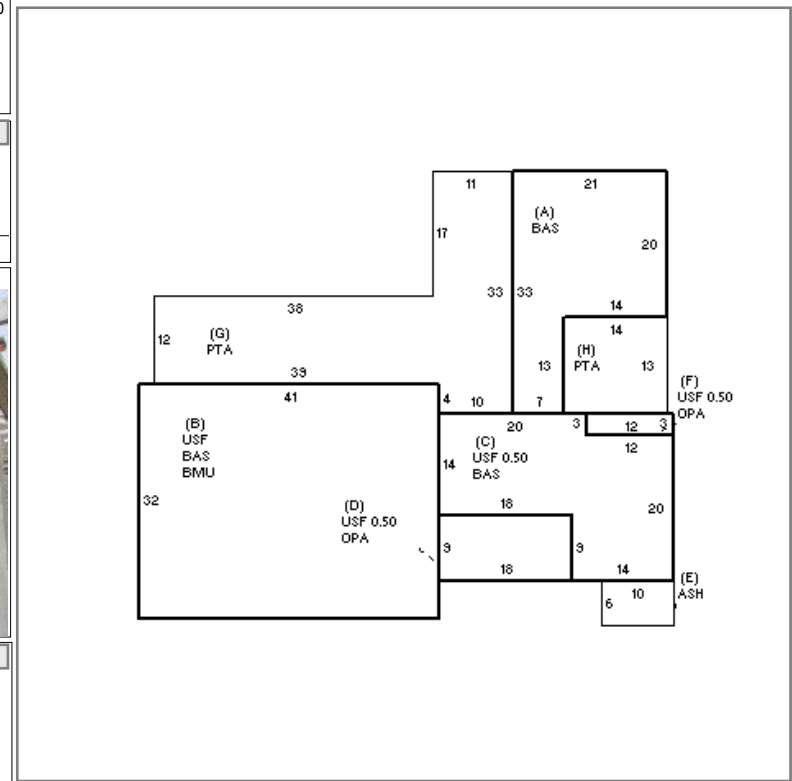 11
21
(A)
BAS
17
20
33
33
14
38
14
12
(G)
PTA
(H)
PTA
13
13
39
(F)
USF 0.50
OPA
41
4
10
7
20
3
12
3
(B)
USF
BAS
BMU
(C)
USF 0.50
BAS
12
14
32
18
20
(D)
USF 0.50
OPA
9
9
18
14
(E)
ASH
6
10